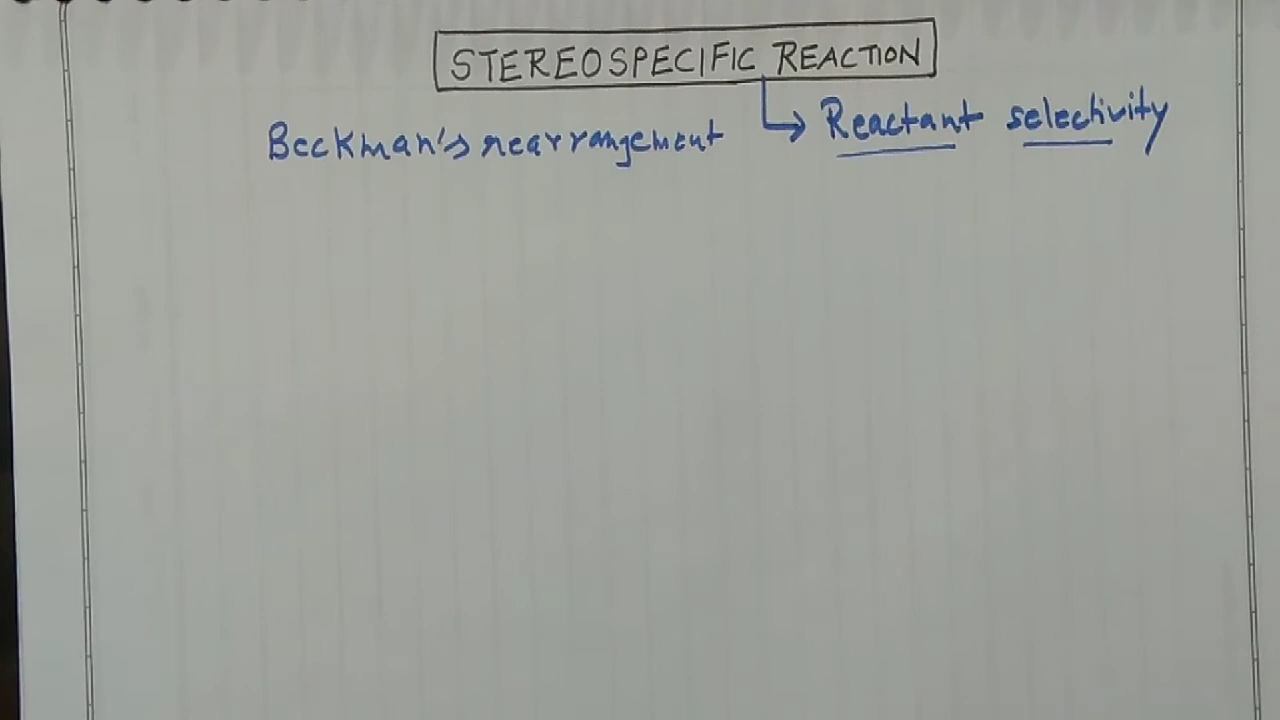 STEREOSPECIFIC REACTION
Beckman's rearrangement → Reactant selectivity